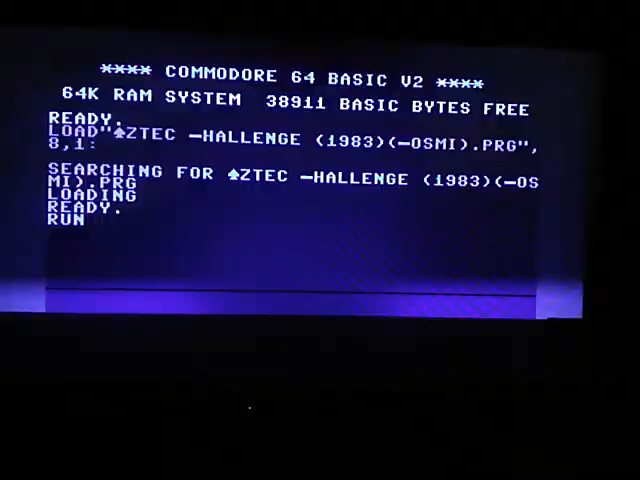 **** COMMODORE 64 BASIC V2 ****
64K RAM SYSTEM 38911 BASIC BYTES FREE
READY.
LOAD"♠ZTEC ─HALLENGE (1983)(─OSMI).PRG",
8,1:
SEARCHING FOR ♠ZTEC ─HALLENGE (1983)(─OS
MI).PRG
LOADING
READY.
RUN